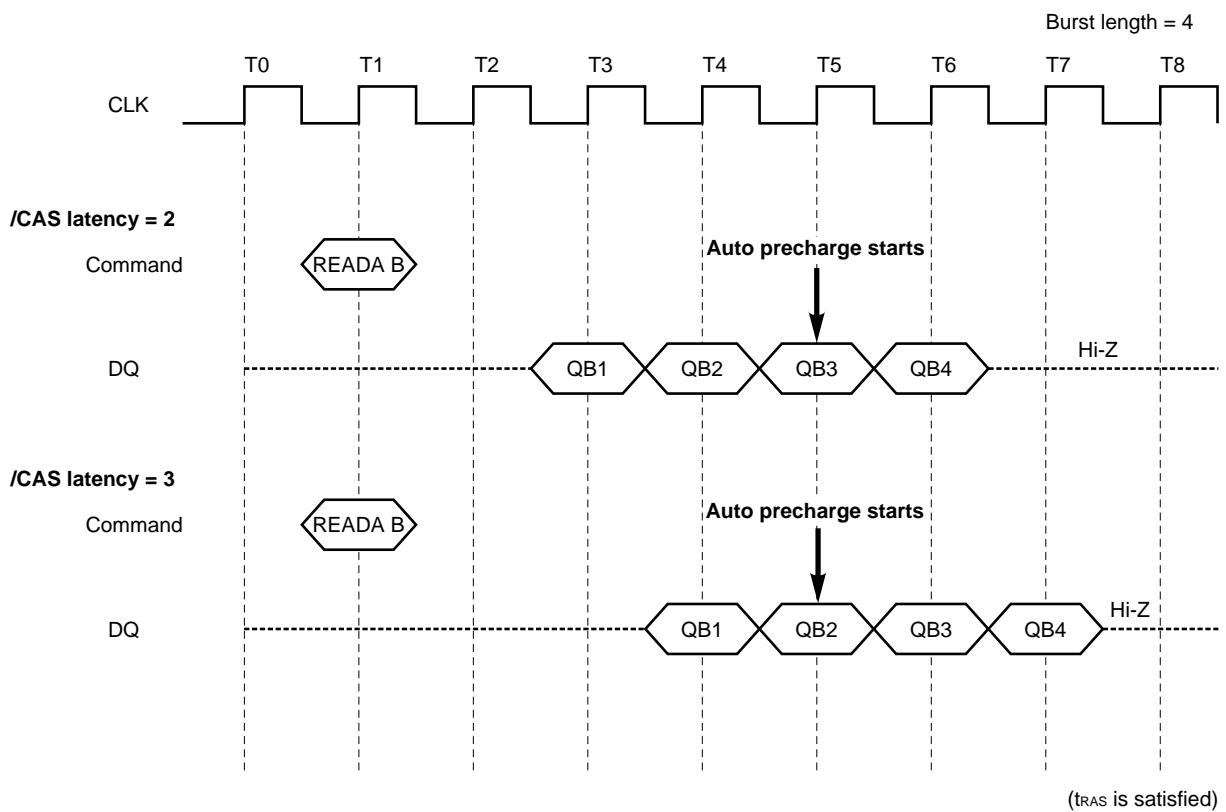 Burst length = 4
T0 T1 T2 T3 T4 T5 T6 T7 T8
CLK
/CAS latency = 2
Command READA B Auto precharge starts
DQ QB1 QB2 QB3 QB4 Hi-Z
/CAS latency = 3
Command READA B Auto precharge starts
DQ QB1 QB2 QB3 QB4 Hi-Z
(tRAS is satisfied)